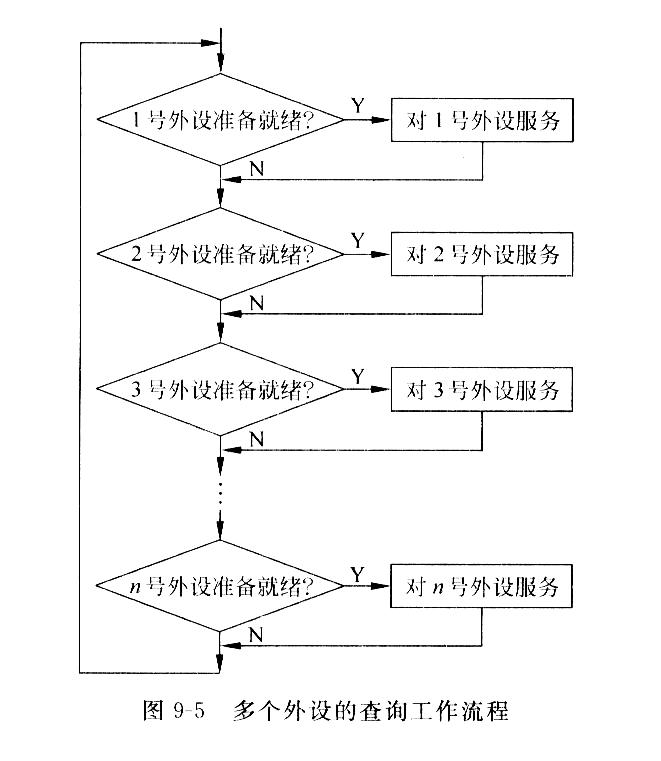 1号外设准备就绪?
Y
对1号外设服务
N
2号外设准备就绪?
Y
对2号外设服务
N
3号外设准备就绪?
Y
对3号外设服务
N
⋮
n号外设准备就绪?
Y
对n号外设服务
N
图 9-5 多个外设的查询工作流程